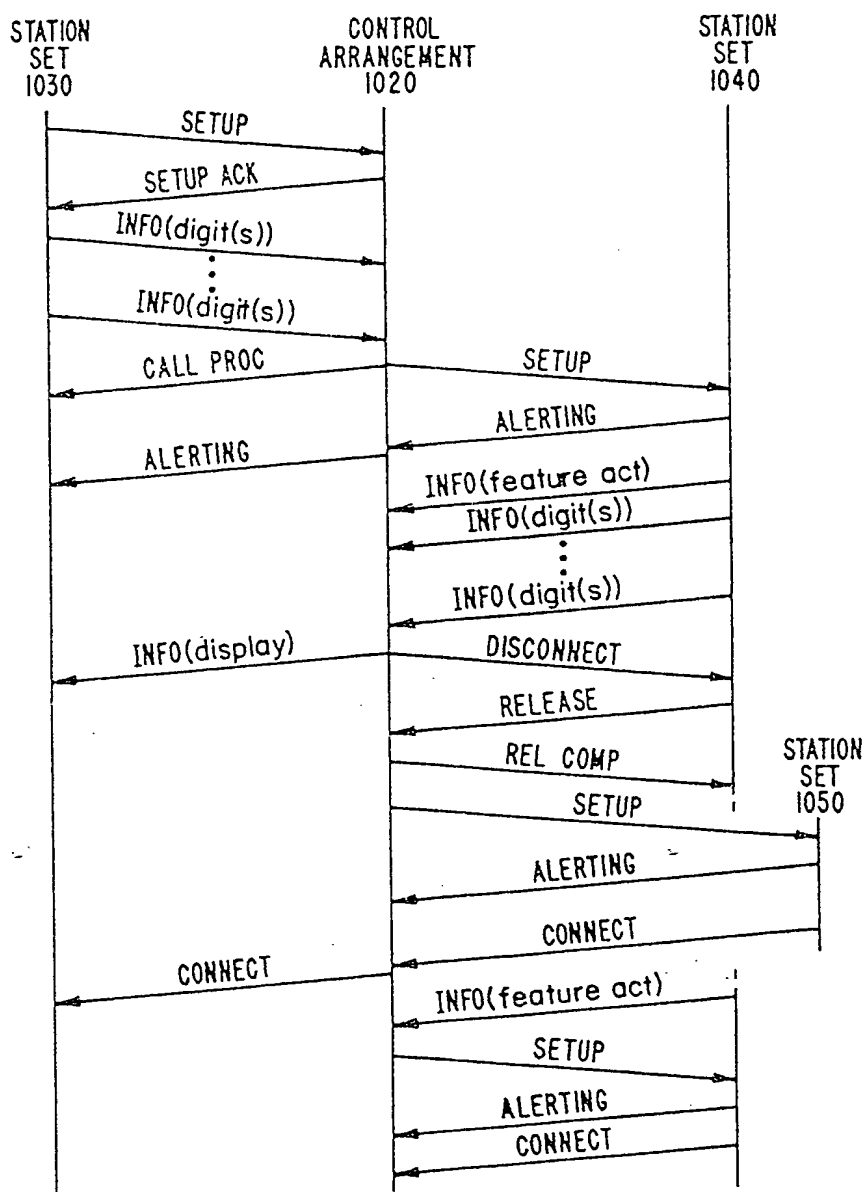 STATION
SET
1030
CONTROL
ARRANGEMENT
1020
STATION
SET
1040
SETUP
SETUP ACK
INFO(digit(s))
INFO(digit(s))
CALL PROC
SETUP
ALERTING
ALERTING
INFO(feature act)
INFO(digit(s))
INFO(digit(s))
INFO(display)
DISCONNECT
RELEASE
REL COMP
STATION
SET
1050
SETUP
ALERTING
CONNECT
CONNECT
INFO(feature act)
SETUP
ALERTING
CONNECT